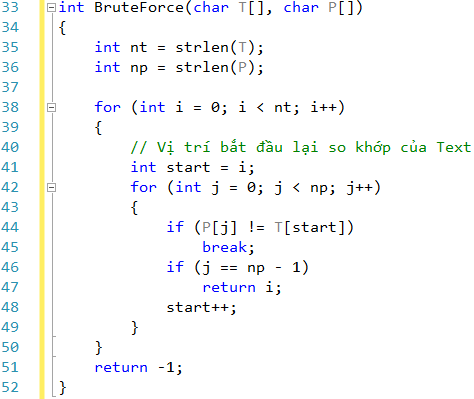 33 int BruteForce(char T[], char P[])
34 {
35     int nt = strlen(T);
36     int np = strlen(P);
37
38     for (int i = 0; i < nt; i++)
39     {
40         // Vị trí bắt đầu lại so khớp của Text
41         int start = i;
42         for (int j = 0; j < np; j++)
43         {
44             if (P[j] != T[start])
45                 break;
46             if (j == np - 1)
47                 return i;
48             start++;
49         }
50     }
51     return -1;
52 }